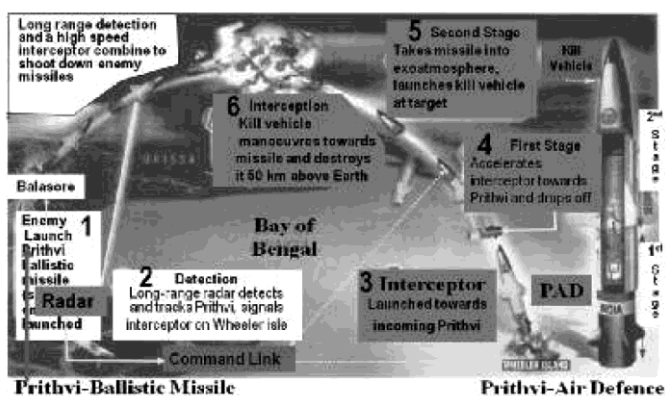 Long range detection
and a high speed
interceptor combine to
shoot down enemy
missiles
5 Second Stage
Takes missile into
exoatmosphere,
launches kill vehicle
at target
Kill
Vehicle
6 Interception
Kill vehicle
manoeuvres towards
missile and destroys
it 50 km above Earth
4 First Stage
Accelerates
interceptor towards
Prithvi and drops off
2nd
Stage
1st
Stage
ORISSA
Balasore
Enemy 1
Launch
Prithvi
Ballistic
missile
is
launched
Radar
Bay of
Bengal
2 Detection
Long-range radar detects
and tracks Prithvi, signals
interceptor on Wheeler isle
3 Interceptor
Launched towards
incoming Prithvi
PAD
INDIA
Command Link
WHEELER ISLAND
Prithvi-Ballistic Missile
Prithvi-Air Defence